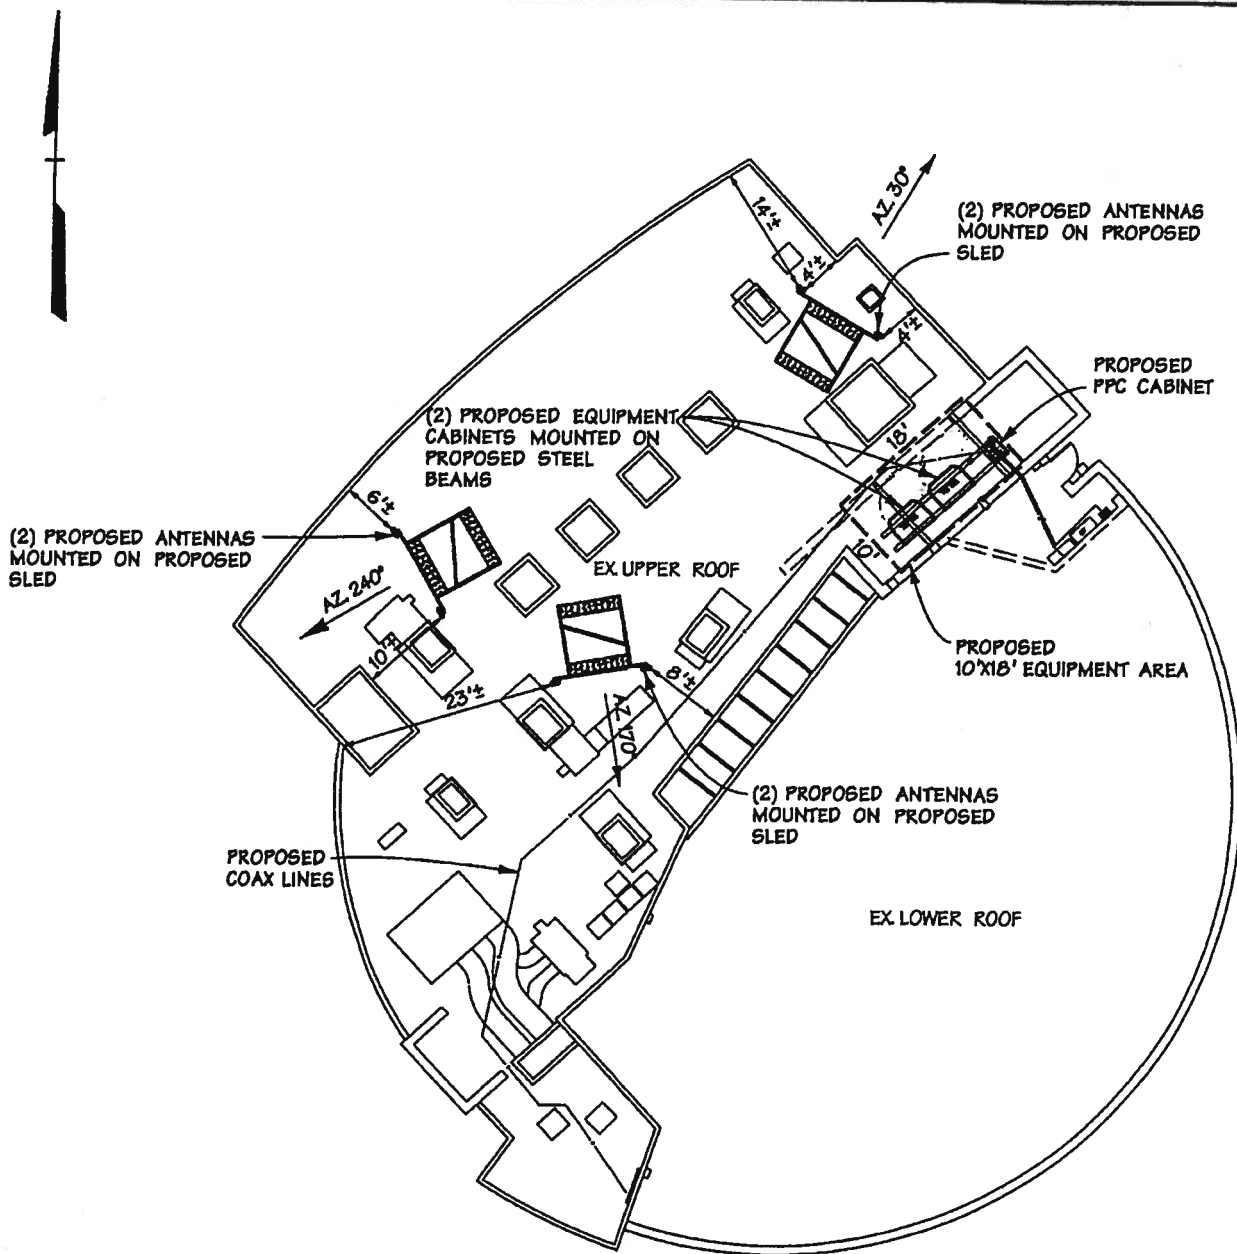 14'±
AZ. 30°
(2) PROPOSED ANTENNAS
MOUNTED ON PROPOSED
SLED
4'±
4'±
PROPOSED
PPC CABINET
(2) PROPOSED EQUIPMENT
CABINETS MOUNTED ON
PROPOSED STEEL
BEAMS
18'
6'±
(2) PROPOSED ANTENNAS
MOUNTED ON PROPOSED
SLED
10'
EX. UPPER ROOF
AZ. 240°
10'±
PROPOSED
10'X18' EQUIPMENT AREA
23'±
8'±
AZ. 170°
(2) PROPOSED ANTENNAS
MOUNTED ON PROPOSED
SLED
PROPOSED
COAX LINES
EX. LOWER ROOF